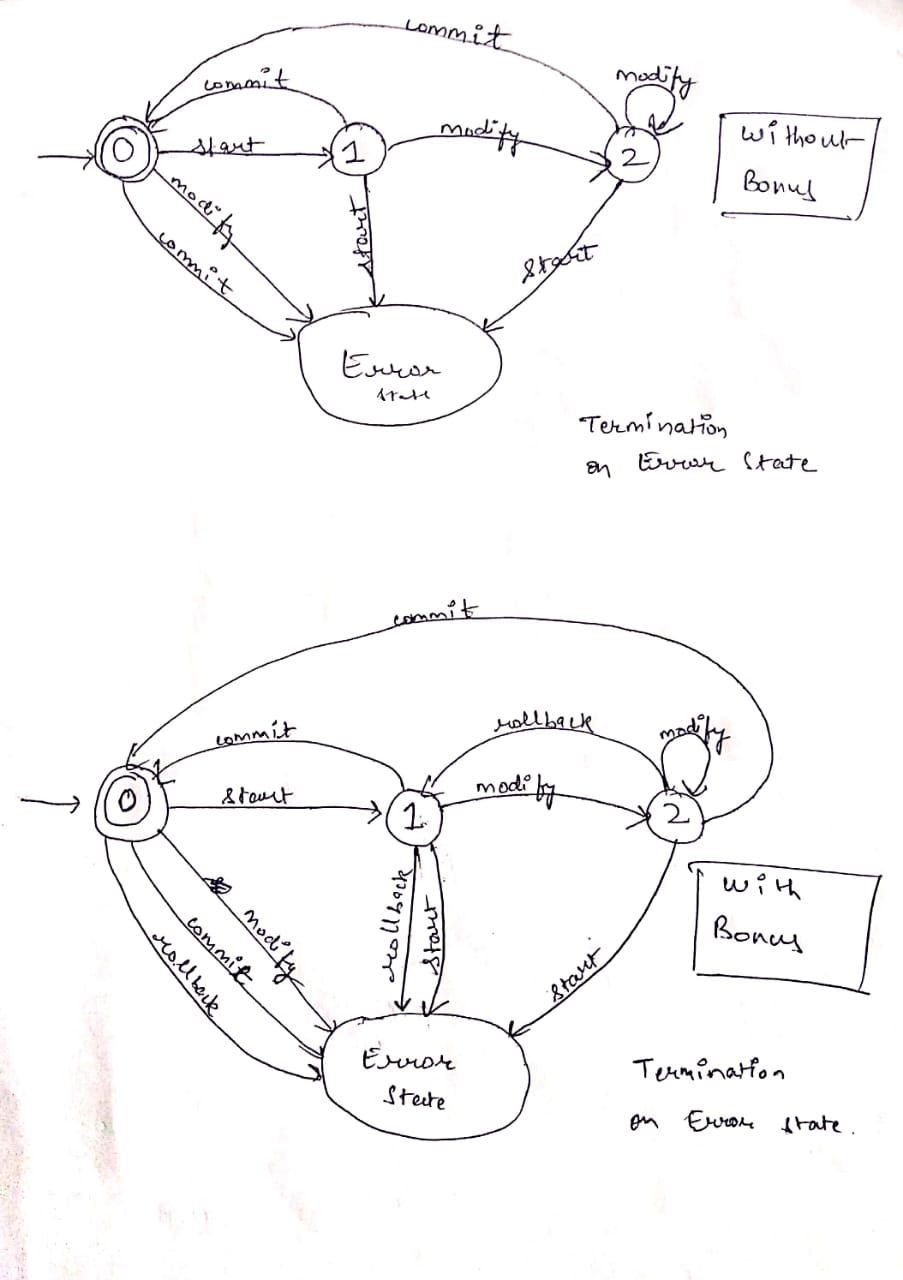 commit
modify
commit
without
Bonus
0
start
1
modify
2
modify
start
commit
start
Error
state
Termination
on Error state
commit
rollback
modify
commit
0
start
1
modify
2
with
Bonus
rollback
start
modify
commit
rollback
start
Error
state
Termination
on Error state.